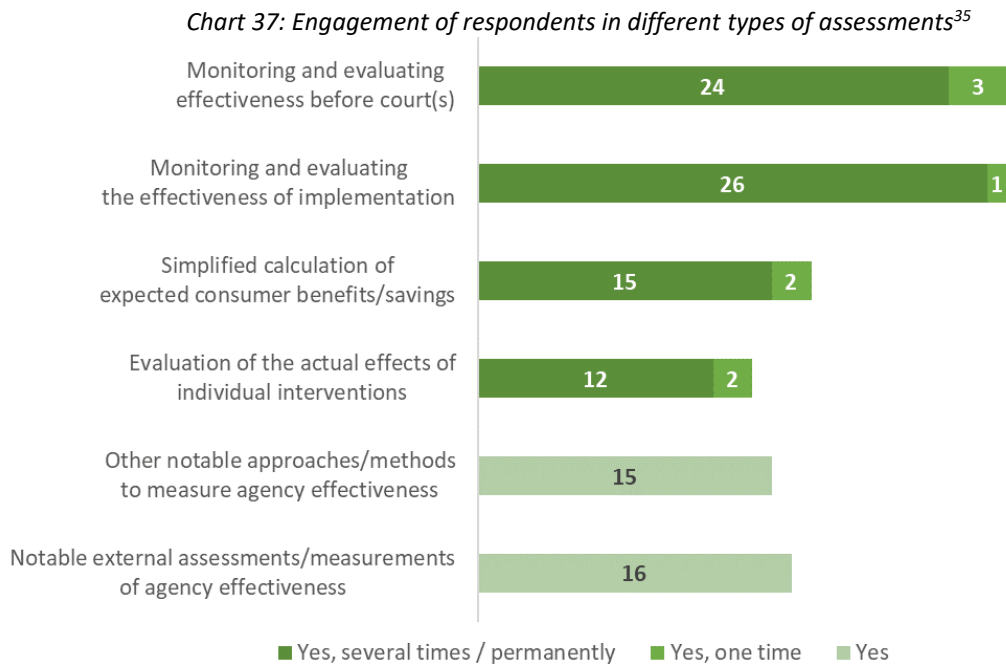 Chart 37: Engagement of respondents in different types of assessments35
Monitoring and evaluating
effectiveness before court(s)
24 3
Monitoring and evaluating
the effectiveness of implementation
26 1
Simplified calculation of
expected consumer benefits/savings
15 2
Evaluation of the actual effects of
individual interventions
12 2
Other notable approaches/methods
to measure agency effectiveness
15
Notable external assessments/measurements
of agency effectiveness
16
Yes, several times / permanently Yes, one time Yes